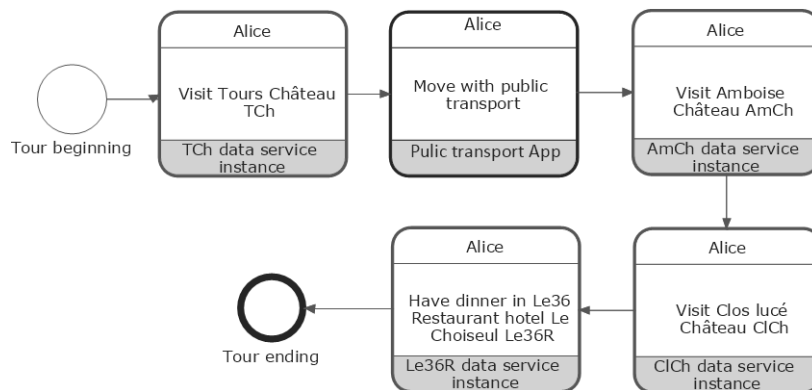 Alice
Visit Tours Château
TCh
TCh data service
instance
Tour beginning
Alice
Move with public
transport
Pulic transport App
Alice
Visit Amboise
Château AmCh
AmCh data service
instance
Alice
Visit Clos lucé
Château ClCh
ClCh data service
instance
Alice
Have dinner in Le36
Restaurant hotel Le
Choiseul Le36R
Le36R data service
instance
Tour ending